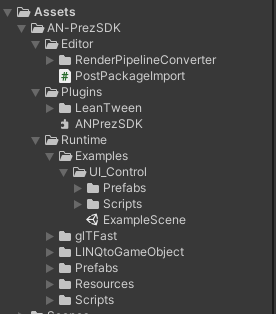 Assets
AN-PrezSDK
Editor
RenderPipelineConverter
PostPackageImport
Plugins
LeanTween
ANPrezSDK
Runtime
Examples
UI_Control
Prefabs
Scripts
ExampleScene
glTFast
LINQtoGameObject
Prefabs
Resources
Scripts